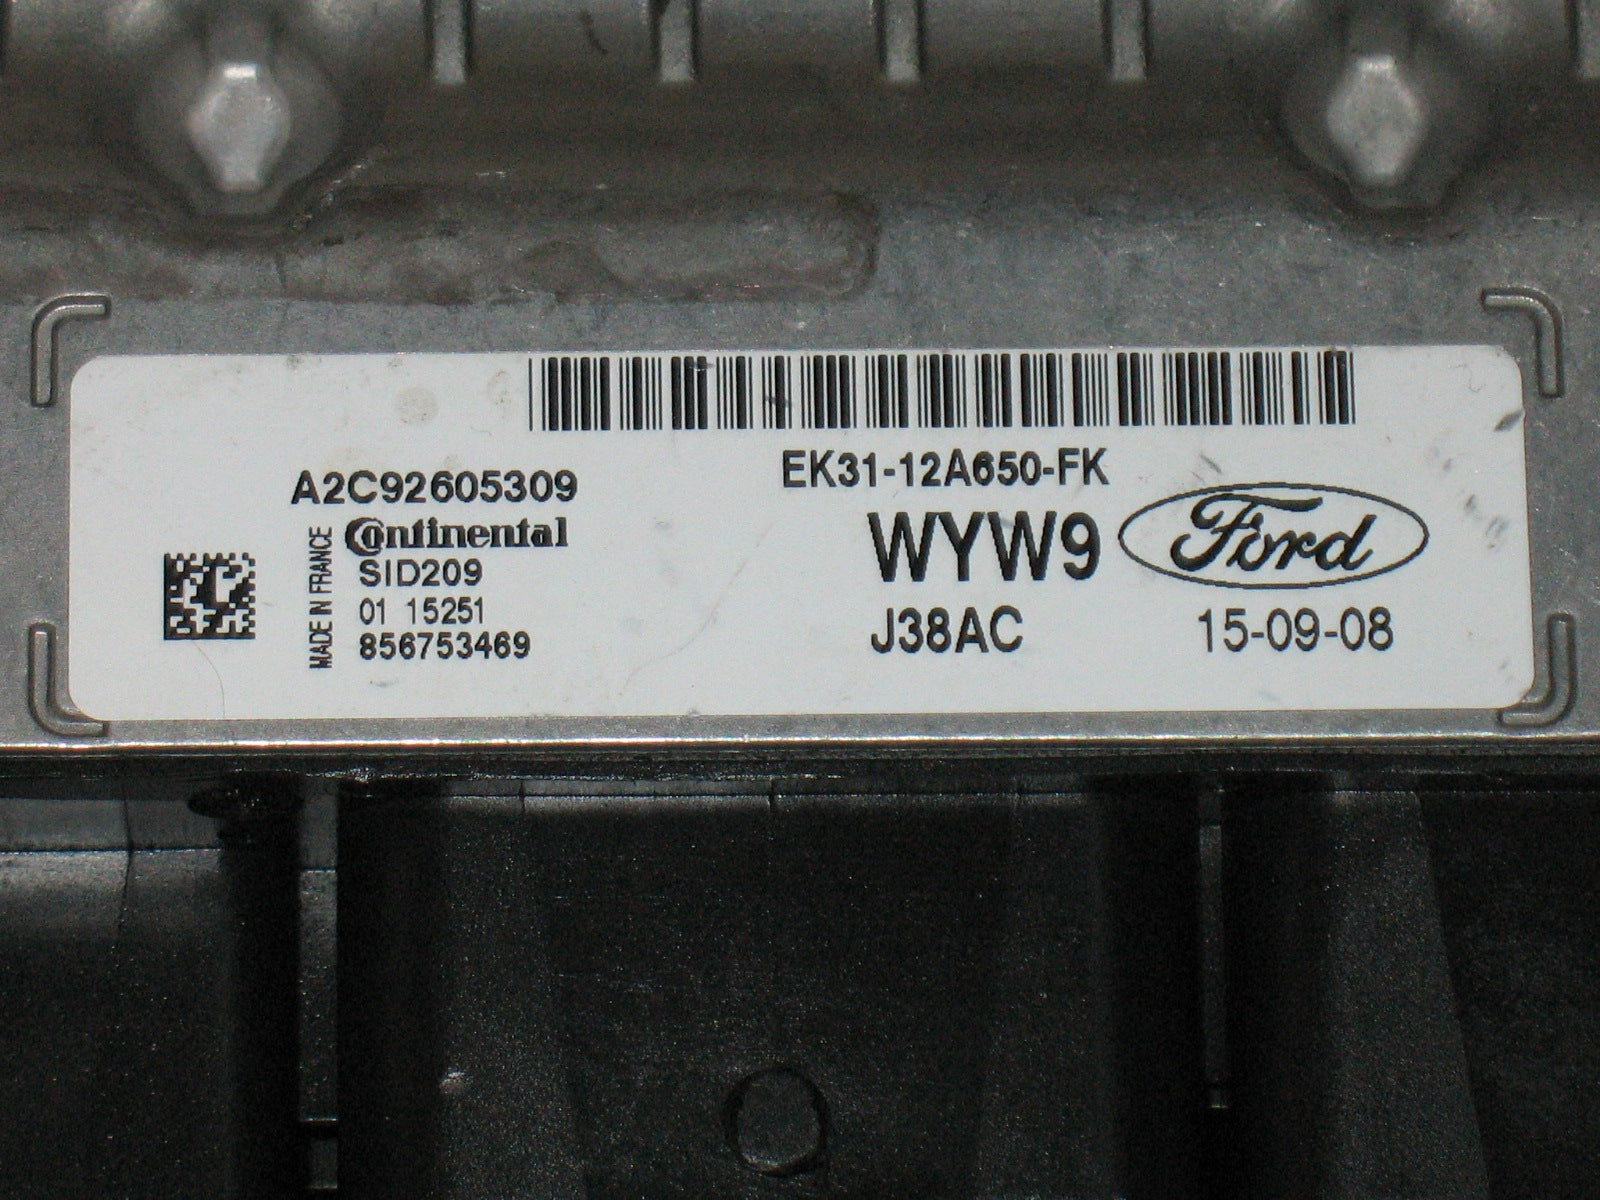 EK31-12A650-FK
A2C92605309
Continental
SID209
01 15251
856753469
MADE IN FRANCE
WYW9
Ford
J38AC
15-09-08